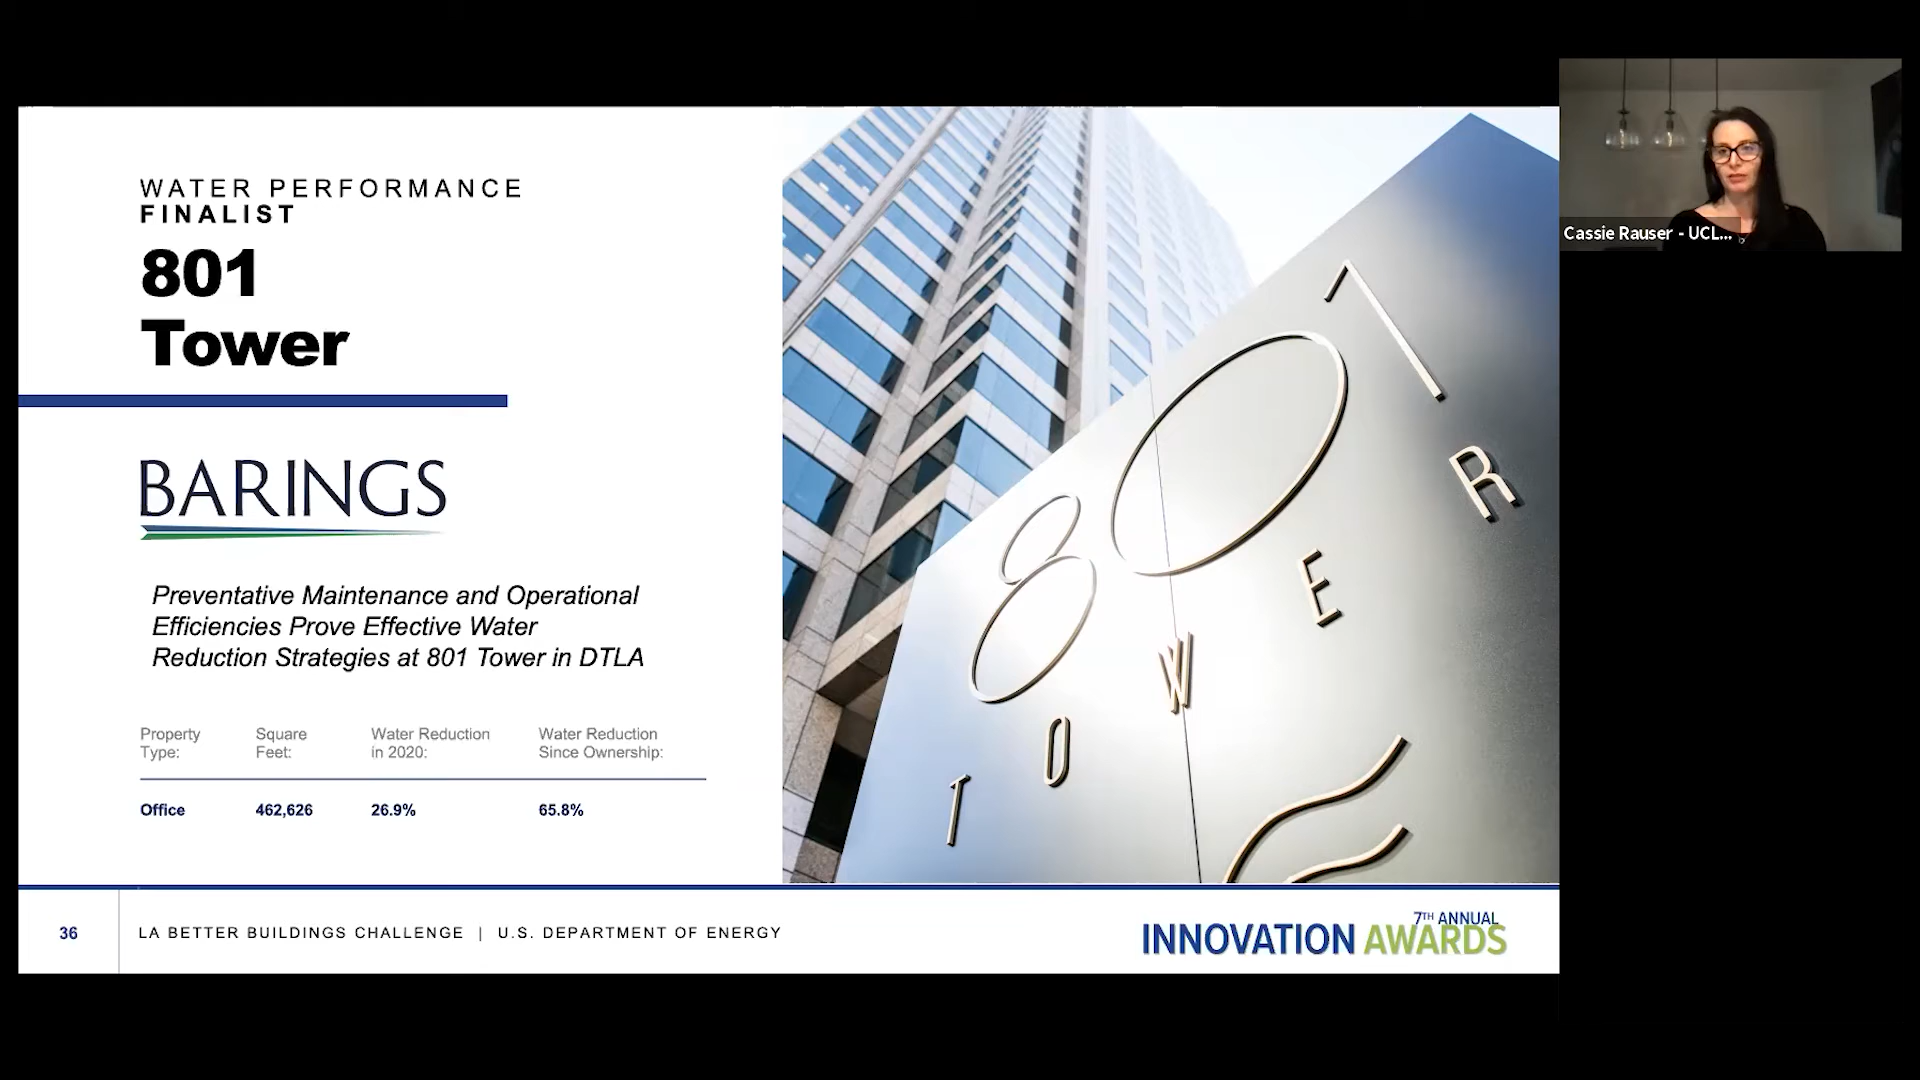 WATER PERFORMANCE
FINALIST
801
Tower
BARINGS
Preventative Maintenance and Operational
Efficiencies Prove Effective Water
Reduction Strategies at 801 Tower in DTLA
Property Type:
Square Feet:
Water Reduction in 2020:
Water Reduction Since Ownership:
Office 462,626 26.9% 65.8%
801
TOWER
36
LA BETTER BUILDINGS CHALLENGE | U.S. DEPARTMENT OF ENERGY
7TH ANNUAL
INNOVATION AWARDS
Cassie Rauser - UCL...